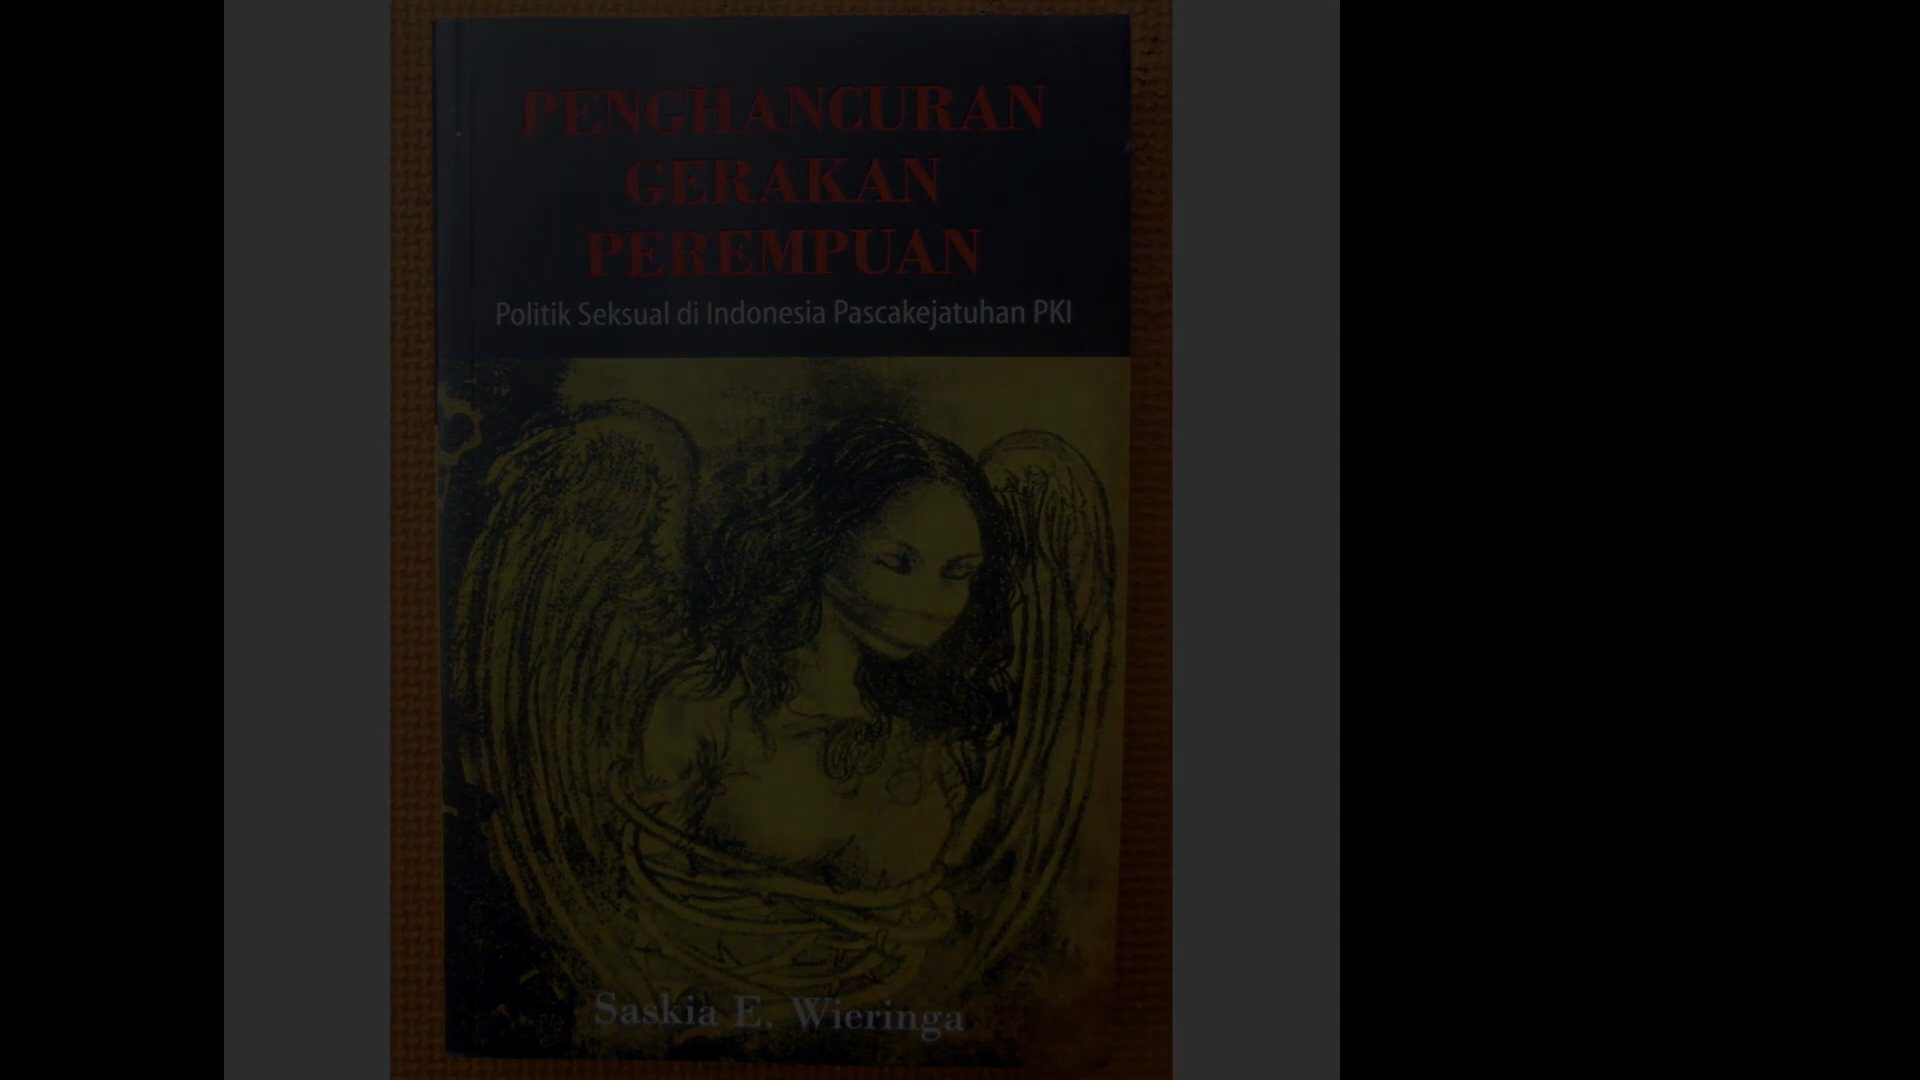 PENGHANCURAN
GERAKAN
PEREMPUAN
Politik Seksual di Indonesia Pascakejatuhan PKI
Saskia E. Wieringa